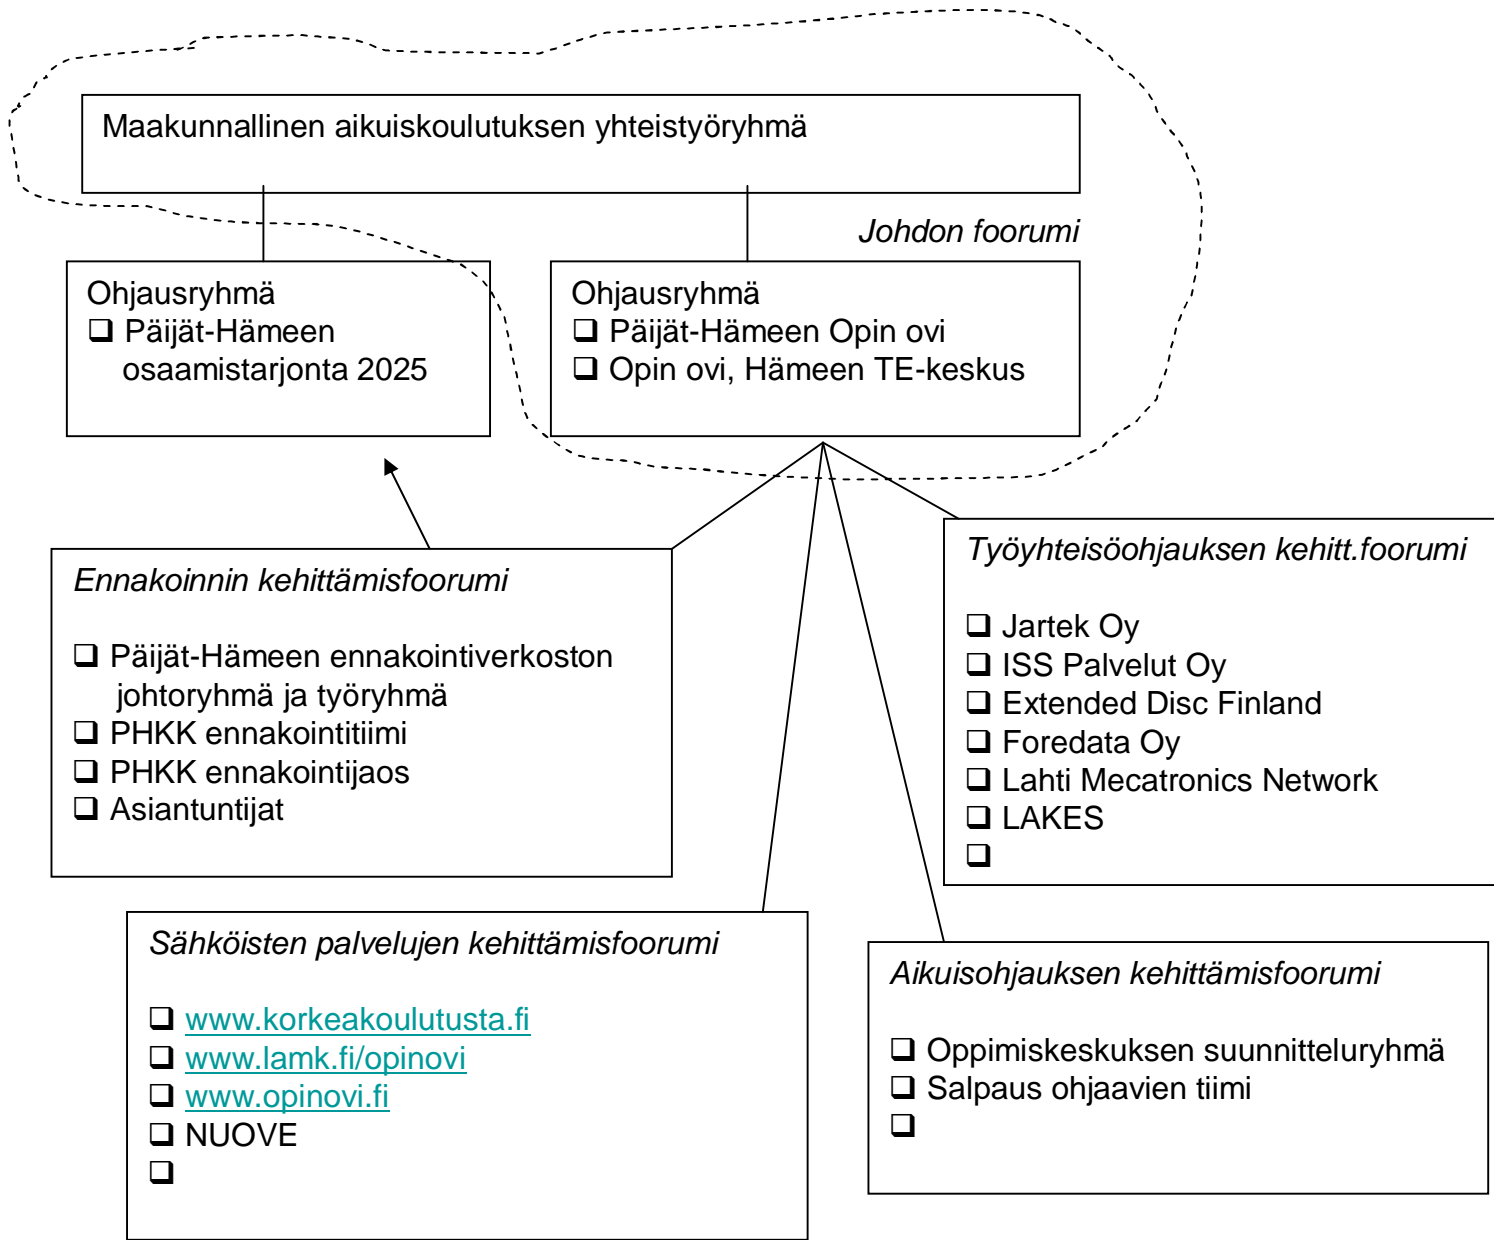 Maakunnallinen aikuiskoulutuksen yhteistyöryhmä
Johdon foorumi
Ohjausryhmä
❑ Päijät-Hämeen
osaamistarjonta 2025
Ohjausryhmä
❑ Päijät-Hämeen Opin ovi
❑ Opin ovi, Hämeen TE-keskus
Ennakoinnin kehittämisfoorumi
❑ Päijät-Hämeen ennakointiverkoston
johtoryhmä ja työryhmä
❑ PHKK ennakointitiimi
❑ PHKK ennakointijaos
❑ Asiantuntijat
Työyhteisöohjauksen kehitt.foorumi
❑ Jartek Oy
❑ ISS Palvelut Oy
❑ Extended Disc Finland
❑ Foredata Oy
❑ Lahti Mecatronics Network
❑ LAKES
❑
Sähköisten palvelujen kehittämisfoorumi
❑ www.korkeakoulutusta.fi
❑ www.lamk.fi/opinovi
❑ www.opinovi.fi
❑ NUOVE
❑
Aikuisohjauksen kehittämisfoorumi
❑ Oppimiskeskuksen suunnitteluryhmä
❑ Salpaus ohjaavien tiimi
❑